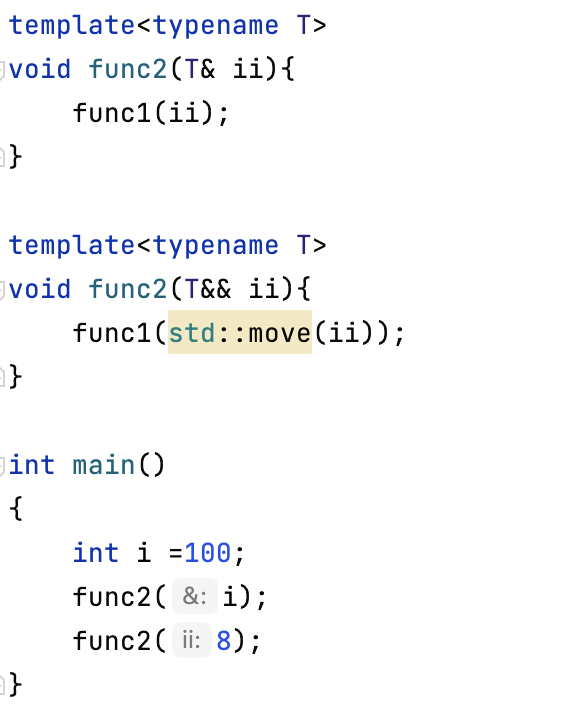 template<typename T>
void func2(T& ii){
    func1(ii);
}

template<typename T>
void func2(T&& ii){
    func1(std::move(ii));
}

int main()
{
    int i =100;
    func2( &: i);
    func2( ii: 8);
}